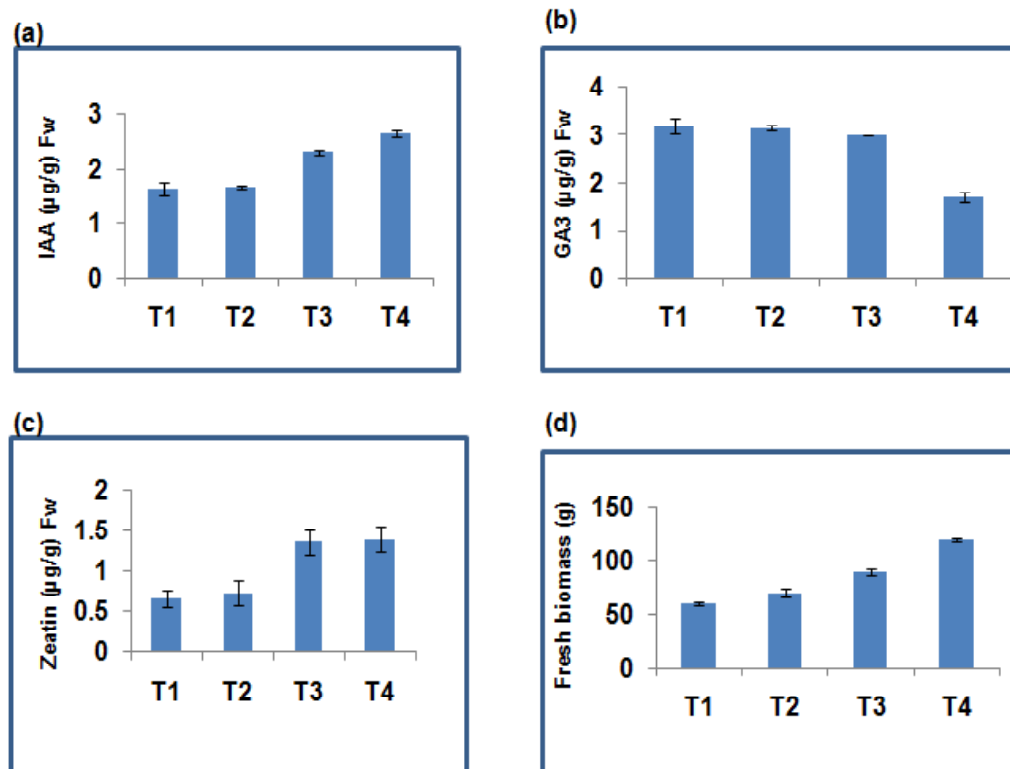 (a)
IAA (µg/g) Fw
3
2
1
0
T1 T2 T3 T4
(b)
GA3 (µg/g) Fw
4
3
2
1
0
T1 T2 T3 T4
(c)
Zeatin (µg/g) Fw
2
1.5
1
0.5
0
T1 T2 T3 T4
(d)
Fresh biomass (g)
150
100
50
0
T1 T2 T3 T4